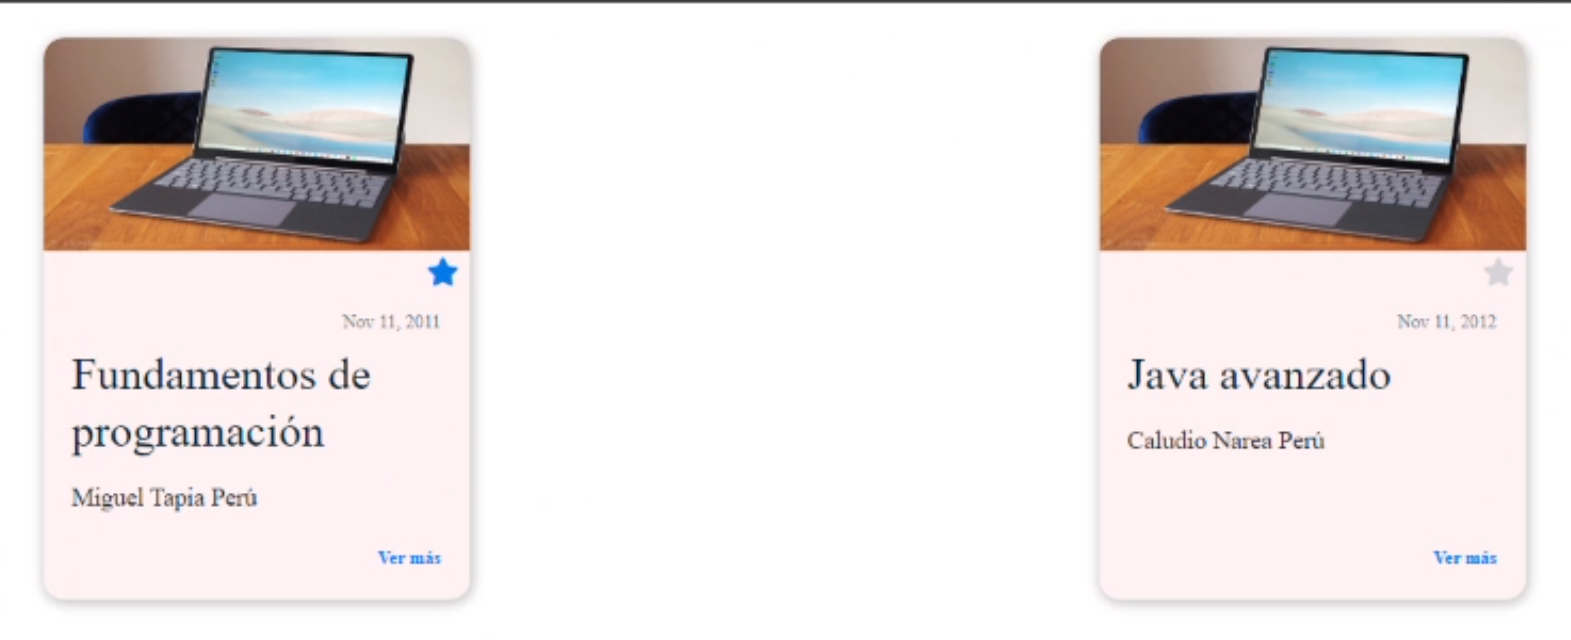 Nov 11, 2011
Fundamentos de
programación
Miguel Tapia Perú
Ver más
Nov 11, 2012
Java avanzado
Caludio Narea Perú
Ver más